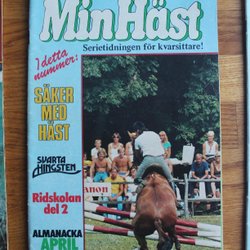 Min Häst
Serietidningen för kvarsittare!
I detta
nummer:
SÄKER
MED
HÄST
SVARTA
HINGSTEN
Ridskolan
del 2
ALMANACKA
APRIL